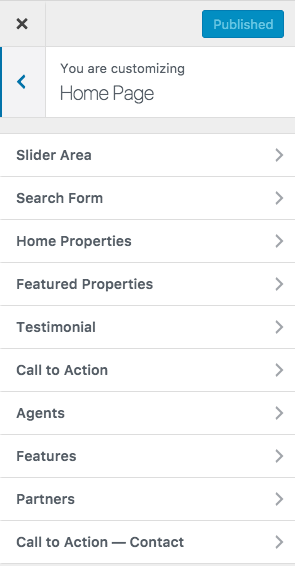 Published
You are customizing
Home Page
Slider Area
Search Form
Home Properties
Featured Properties
Testimonial
Call to Action
Agents
Features
Partners
Call to Action — Contact